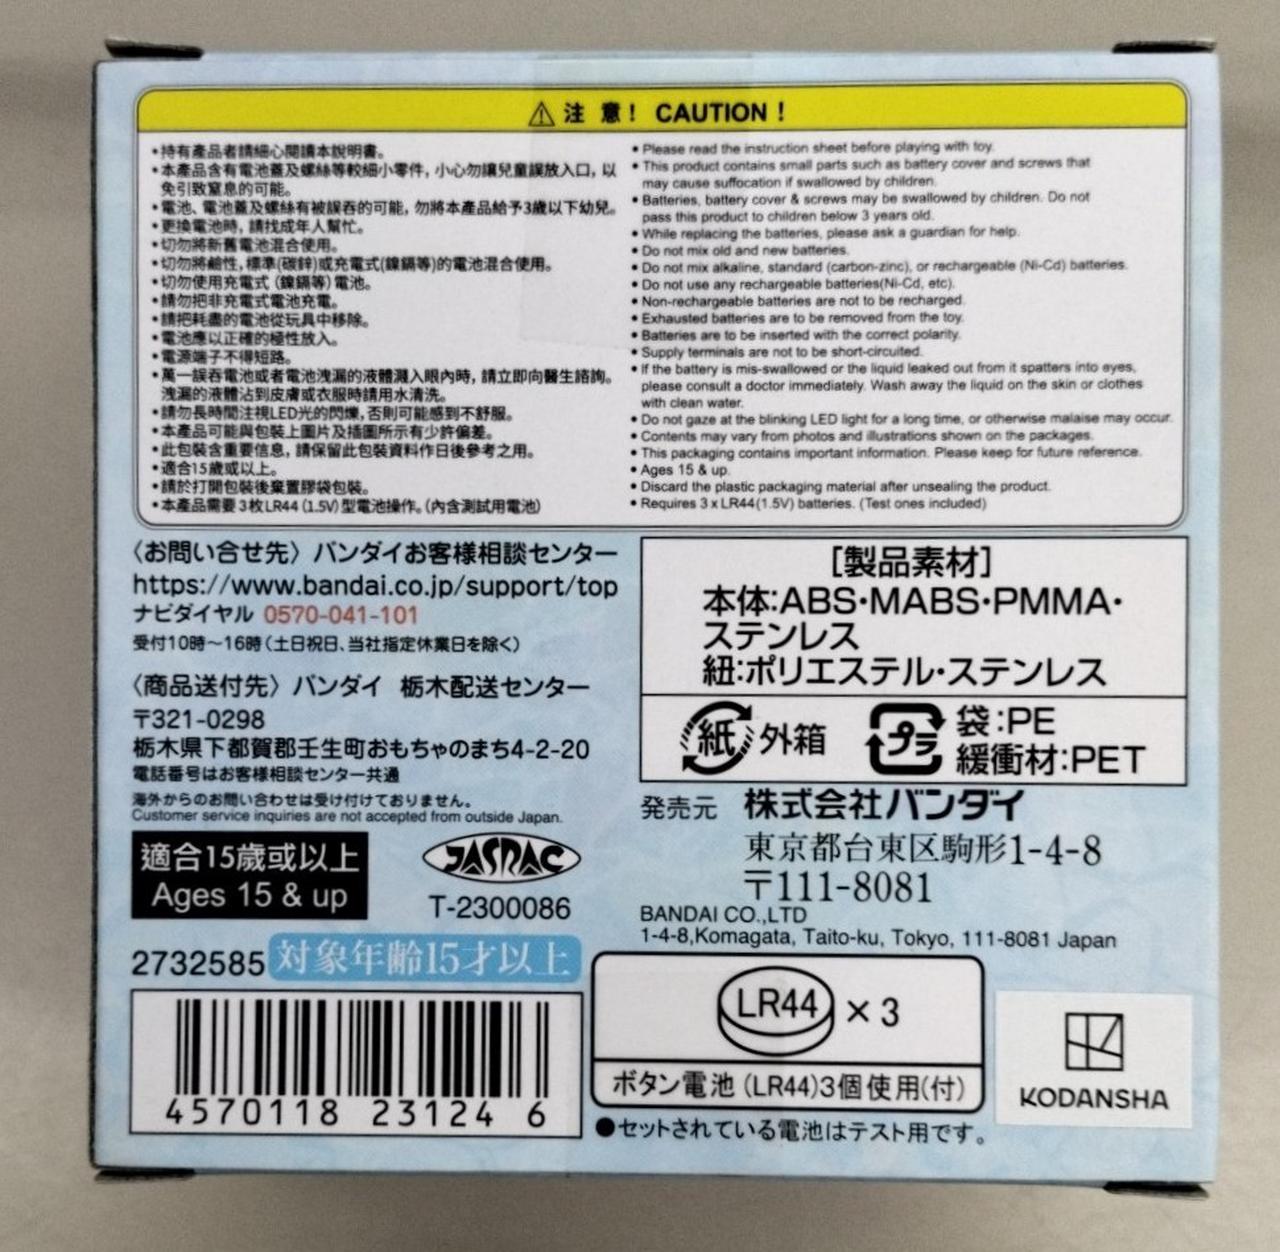 ⚠注 意! CAUTION!
•持有產品者請細心閱讀本說明書。
•本產品含有電池蓋及螺絲等較細小零件,小心勿讓兒童誤放入口,以
免引致窒息的可能。
•電池、電池蓋及螺絲有被誤吞的可能,勿將本產品給予3歲以下幼兒。
•更換電池時,請找成年人幫忙。
•切勿將新舊電池混合使用。
•切勿將鹼性,標準(碳鋅)或充電式(鎳鎘等)的電池混合使用。
•切勿使用充電式(鎳鎘等)電池。
•請勿把非充電式電池充電。
•請把耗盡的電池從玩具中移除。
•電池應以正確的極性放入。
•電源端子不得短路。
•萬一誤吞電池或者電池洩漏的液體濺入眼內時,請立即向醫生諮詢。
洩漏的液體沾到皮膚或衣服時請用水清洗。
•請勿長時間注視LED光的閃爍,否則可能感到不舒服。
•本產品可能與包裝上圖片及插圖所示有少許偏差。
•此包裝含重要信息,請保留此包裝資料作日後參考之用。
•適合15歲或以上。
•請於打開包裝後棄置膠袋包裝。
•本產品需要3枚LR44(1.5V)型電池操作。(內含測試用電池)
• Please read the instruction sheet before playing with toy.
• This product contains small parts such as battery cover and screws that
may cause suffocation if swallowed by children.
• Batteries, battery cover & screws may be swallowed by children. Do not
pass this product to children below 3 years old.
• While replacing the batteries, please ask a guardian for help.
• Do not mix old and new batteries.
• Do not mix alkaline, standard (carbon-zinc), or rechargeable (Ni-Cd) batteries.
• Do not use any rechargeable batteries(Ni-Cd, etc).
• Non-rechargeable batteries are not to be recharged.
• Exhausted batteries are to be removed from the toy.
• Batteries are to be inserted with the correct polarity.
• Supply terminals are not to be short-circuited.
• If the battery is mis-swallowed or the liquid leaked out from it spatters into eyes,
please consult a doctor immediately. Wash away the liquid on the skin or clothes
with clean water.
• Do not gaze at the blinking LED light for a long time, or otherwise malaise may occur.
• Contents may vary from photos and illustrations shown on the packages.
• This packaging contains important information. Please keep for future reference.
• Ages 15 & up.
• Discard the plastic packaging material after unsealing the product.
• Requires 3 x LR44(1.5V) batteries. (Test ones included)
〈お問い合せ先〉バンダイお客様相談センター
https://www.bandai.co.jp/support/top
ナビダイヤル 0570-041-101
受付10時～16時(土日祝日、当社指定休業日を除く)
〈商品送付先〉バンダイ 栃木配送センター
〒321-0298
栃木県下都賀郡壬生町おもちゃのまち4-2-20
電話番号はお客様相談センター共通
海外からのお問い合わせは受け付けておりません。
Customer service inquiries are not accepted from outside Japan.
適合15歲或以上
Ages 15 & up
JASRAC
T-2300086
2732585 対象年齢15才以上
4570118 23124 6
[製品素材]
本体:ABS・MABS・PMMA・
ステンレス
紐:ポリエステル・ステンレス
紙 外箱
プラ 袋:PE
緩衝材:PET
発売元 株式会社バンダイ
東京都台東区駒形1-4-8
〒111-8081
BANDAI CO.,LTD
1-4-8,Komagata, Taito-ku, Tokyo, 111-8081 Japan
LR44 × 3
ボタン電池(LR44)3個使用(付)
●セットされている電池はテスト用です。
KODANSHA